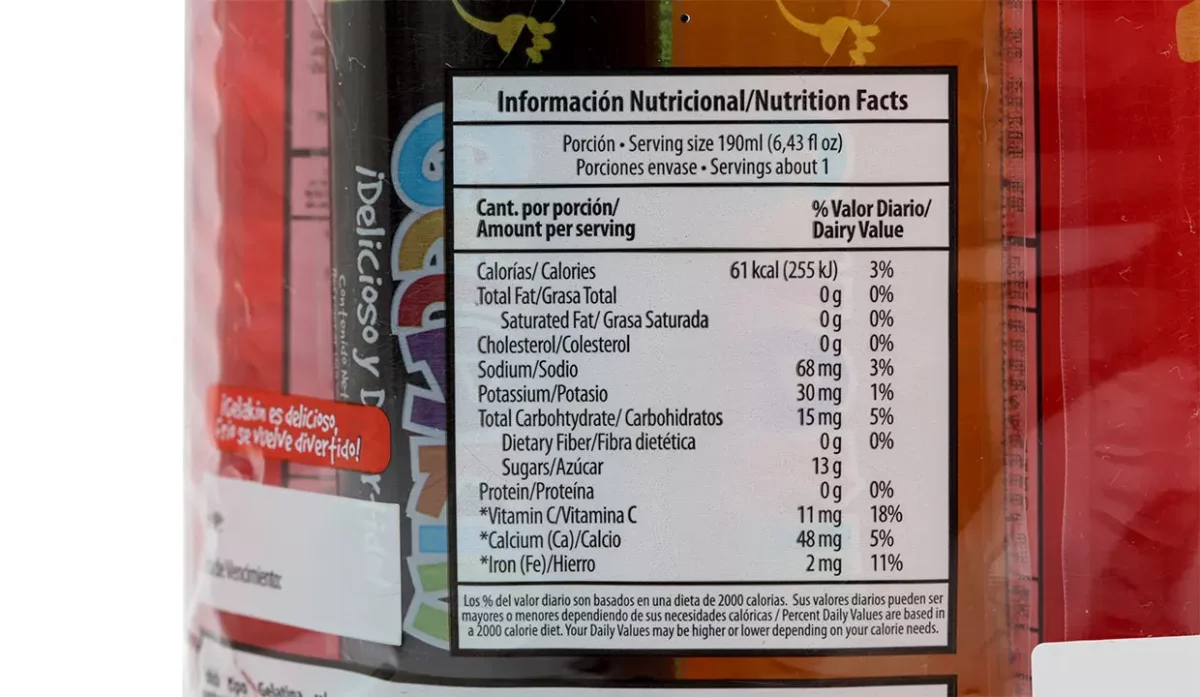 Información Nutricional/Nutrition Facts
Porción • Serving size 190ml (6,43 fl oz)
Porciones envase • Servings about 1
Cant. por porción/ % Valor Diario/
Amount per serving Dairy Value
Calorías/ Calories 61 kcal (255 kJ) 3%
Total Fat/Grasa Total 0 g 0%
Saturated Fat/ Grasa Saturada 0 g 0%
Cholesterol/Colesterol 0 g 0%
Sodium/Sodio 68 mg 3%
Potassium/Potasio 30 mg 1%
Total Carbohtydrate/ Carbohidratos 15 mg 5%
Dietary Fiber/Fibra dietética 0 g 0%
Sugars/Azúcar 13 g
Protein/Proteína 0 g 0%
*Vitamin C/Vitamina C 11 mg 18%
*Calcium (Ca)/Calcio 48 mg 5%
*Iron (Fe)/Hierro 2 mg 11%
Los % del valor diario son basados en una dieta de 2000 calorias. Sus valores diarios pueden ser
mayores o menores dependiendo de sus necesidades calóricas / Percent Daily Values are based in
a 2000 calorie diet. Your Daily Values may be higher or lower depending on your calorie needs.
¡Delicioso y
Contenido
¡Gelakin es delicioso,
se vuelve divertido!
de Vencimiento:
tipo Gelatina